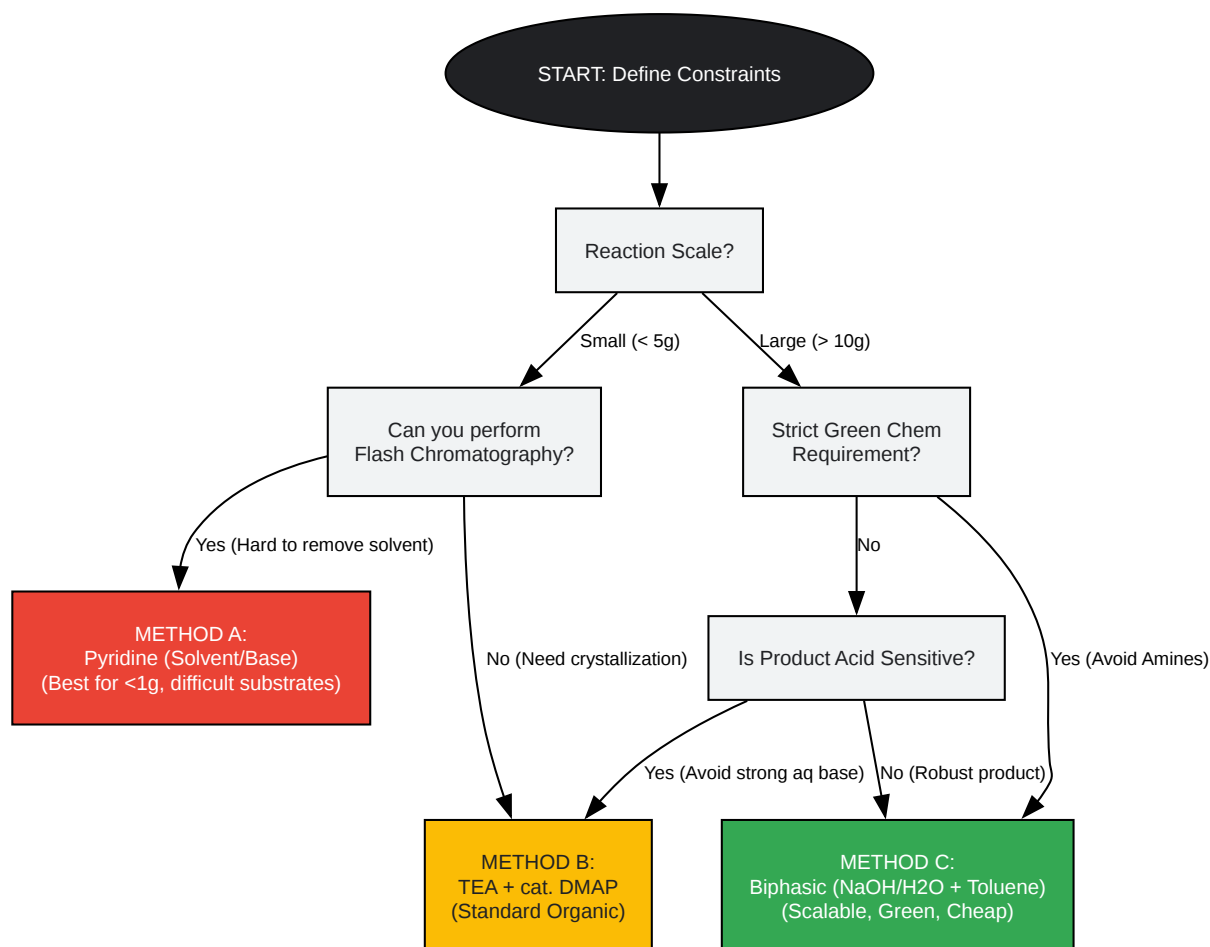 START: Define Constraints
Reaction Scale?
Small (< 5g)
Large (> 10g)
Can you perform
Flash Chromatography?
Strict Green Chem
Requirement?
Yes (Hard to remove solvent)
No
METHOD A:
Pyridine (Solvent/Base)
(Best for <1g, difficult substrates)
No (Need crystallization)
Is Product Acid Sensitive?
Yes (Avoid Amines)
Yes (Avoid strong aq base)
No (Robust product)
METHOD B:
TEA + cat. DMAP
(Standard Organic)
METHOD C:
Biphasic (NaOH/H2O + Toluene)
(Scalable, Green, Cheap)